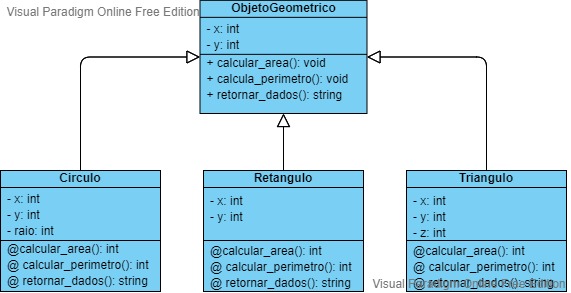 Visual Paradigm Online Free Edition
ObjetoGeometrico
- x: int
- y: int
+ calcular_area(): void
+ calcula_perimetro(): void
+ retornar_dados(): string
Circulo
- x: int
- y: int
- raio: int
@calcular_area(): int
@ calcular_perimetro(): int
@ retornar_dados(): string
Retangulo
- x: int
- y: int
@calcular_area(): int
@ calcular_perimetro(): int
@ retornar_dados(): string
Triangulo
- x: int
- y: int
- z: int
@calcular_area(): int
@ calcular_perimetro(): int
@ retornar_dados(): string
Visual Paradigm Online Free Edition